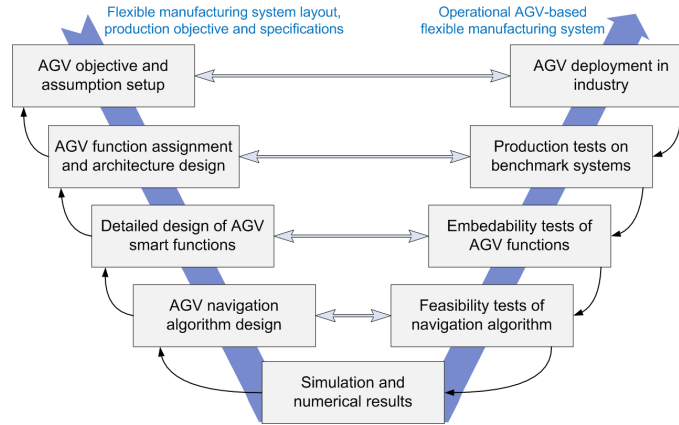 Flexible manufacturing system layout,
production objective and specifications
Operational AGV-based
flexible manufacturing system
AGV objective and
assumption setup
AGV deployment in
industry
AGV function assignment
and architecture design
Production tests on
benchmark systems
Detailed design of AGV
smart functions
Embedability tests of
AGV functions
AGV navigation
algorithm design
Feasibility tests of
navigation algorithm
Simulation and
numerical results